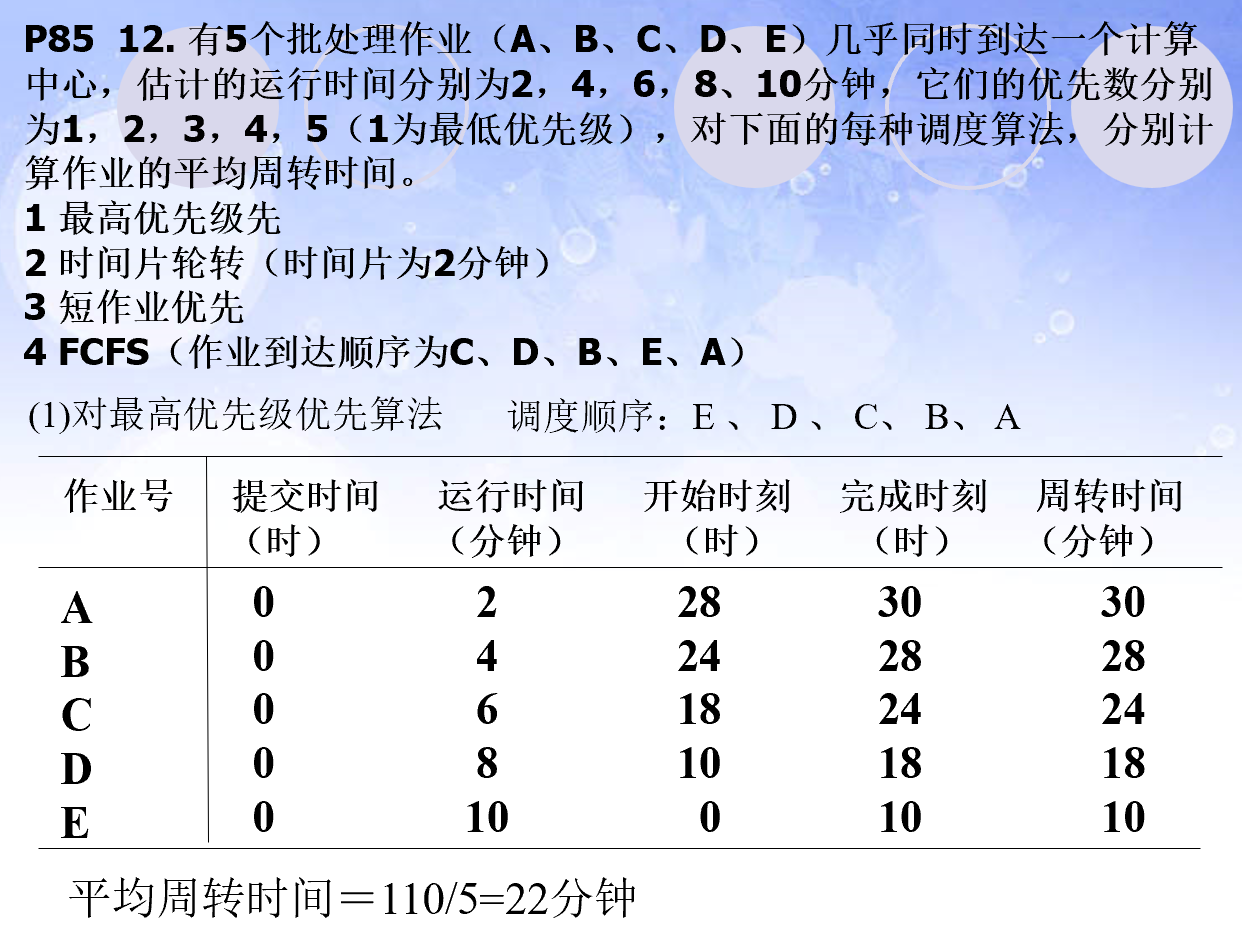 P85 12. 有5个批处理作业（A、B、C、D、E）几乎同时到达一个计算
中心，估计的运行时间分别为2，4，6，8、10分钟，它们的优先数分别
为1，2，3，4，5（1为最低优先级），对下面的每种调度算法，分别计
算作业的平均周转时间。
1 最高优先级先
2 时间片轮转（时间片为2分钟）
3 短作业优先
4 FCFS（作业到达顺序为C、D、B、E、A）
(1)对最高优先级优先算法 调度顺序：E 、 D 、 C、 B、 A
作业号 提交时间 运行时间 开始时刻 完成时刻 周转时间
（时） （分钟） （时） （时） （分钟）
A 0 2 28 30 30
B 0 4 24 28 28
C 0 6 18 24 24
D 0 8 10 18 18
E 0 10 0 10 10
平均周转时间＝110/5=22分钟